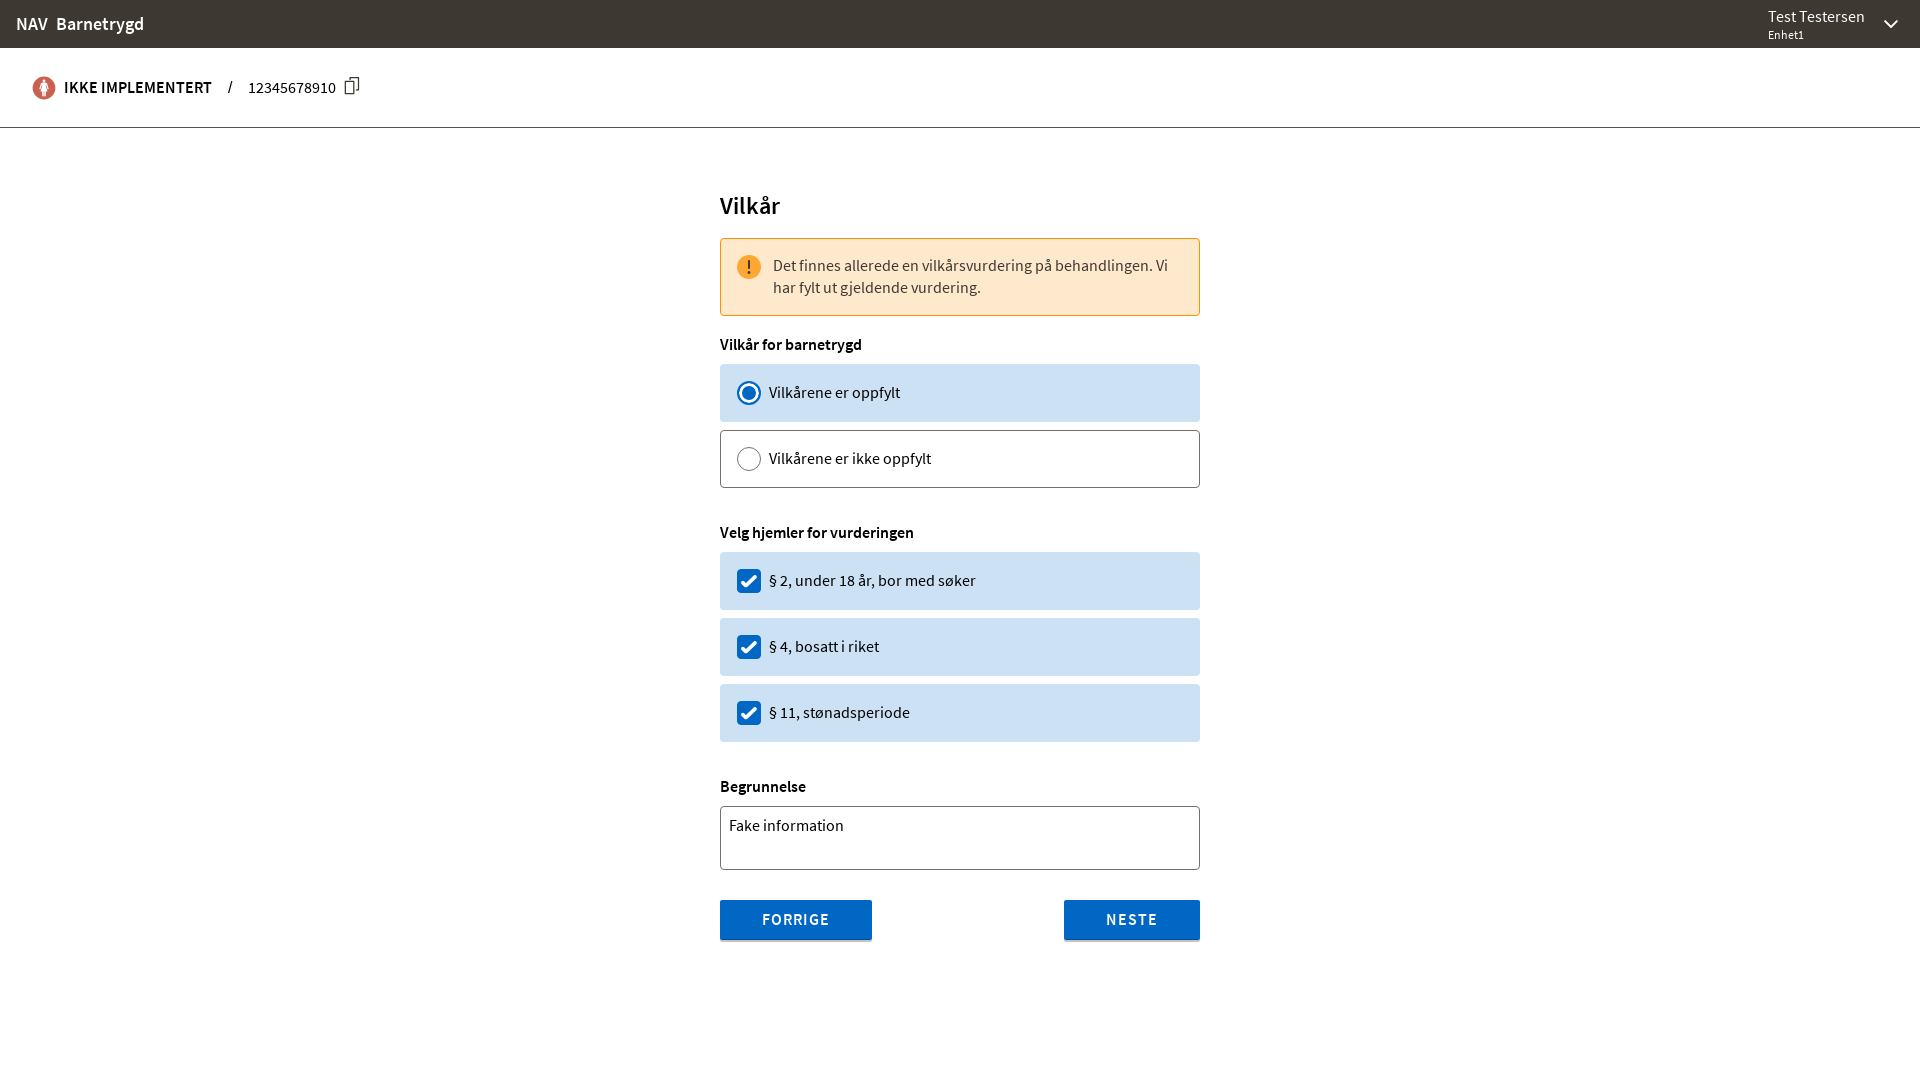 NAV Barnetrygd
Test Testersen
Enhet1
IKKE IMPLEMENTERT / 12345678910
Vilkår
Det finnes allerede en vilkårsvurdering på behandlingen. Vi
har fylt ut gjeldende vurdering.
Vilkår for barnetrygd
Vilkårene er oppfylt
Vilkårene er ikke oppfylt
Velg hjemler for vurderingen
§ 2, under 18 år, bor med søker
§ 4, bosatt i riket
§ 11, stønadsperiode
Begrunnelse
Fake information
FORRIGE
NESTE